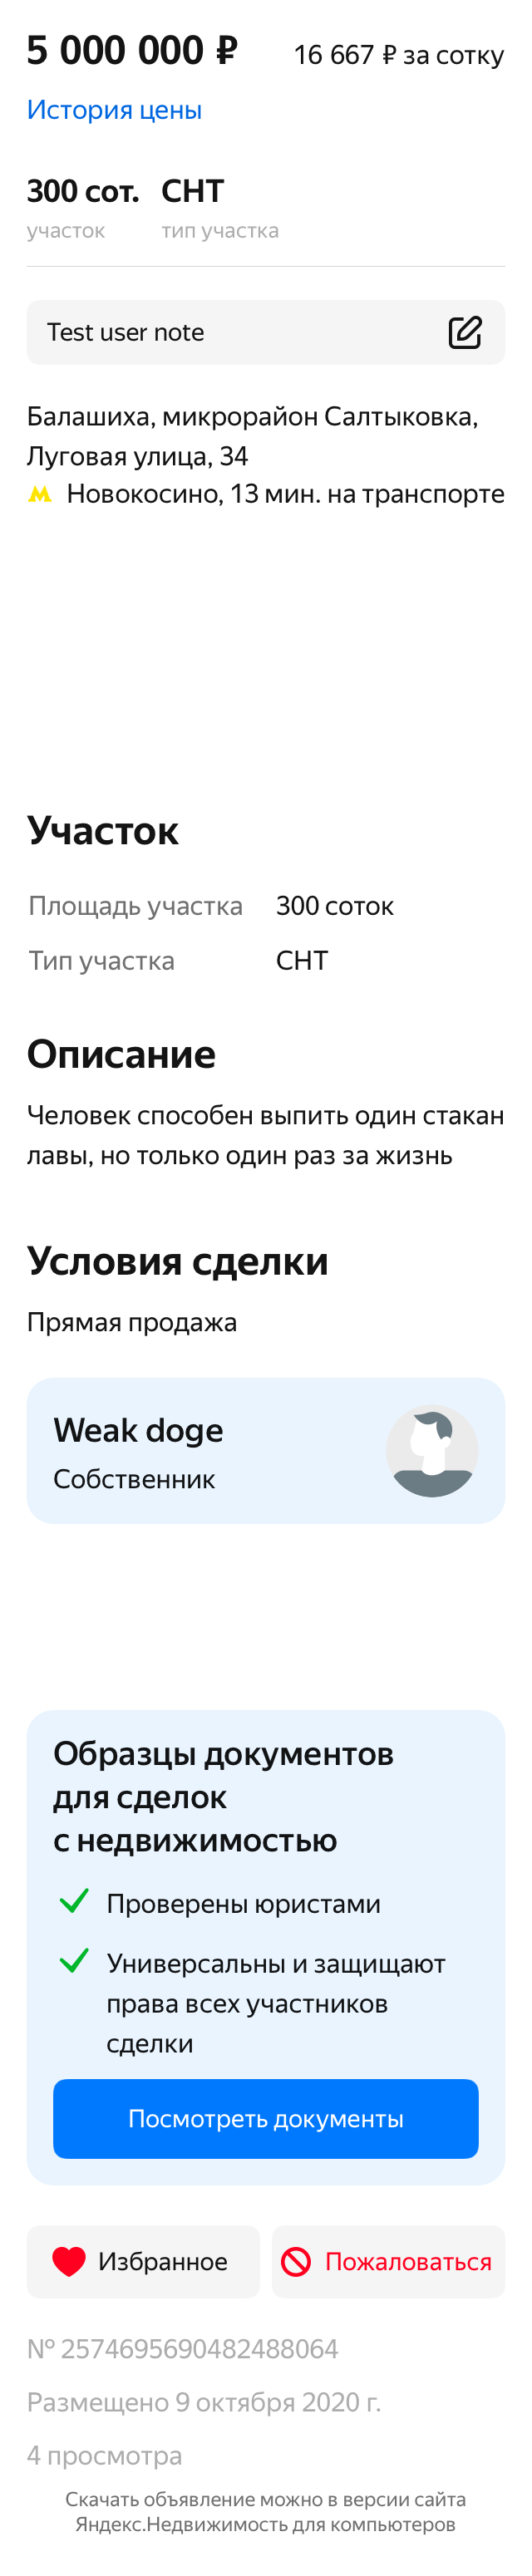 5 000 000 ₽ 16 667 ₽ за сотку
История цены
300 сот. СНТ
участок тип участка
Test user note
Балашиха, микрорайон Салтыковка,
Луговая улица, 34
Новокосино, 13 мин. на транспорте
Участок
Площадь участка 300 соток
Тип участка СНТ
Описание
Человек способен выпить один стакан
лавы, но только один раз за жизнь
Условия сделки
Прямая продажа
Weak doge
Собственник
Образцы документов
для сделок
с недвижимостью
Проверены юристами
Универсальны и защищают
права всех участников
сделки
Посмотреть документы
Избранное Пожаловаться
№ 2574695690482488064
Размещено 9 октября 2020 г.
4 просмотра
Скачать объявление можно в версии сайта
Яндекс.Недвижимость для компьютеров